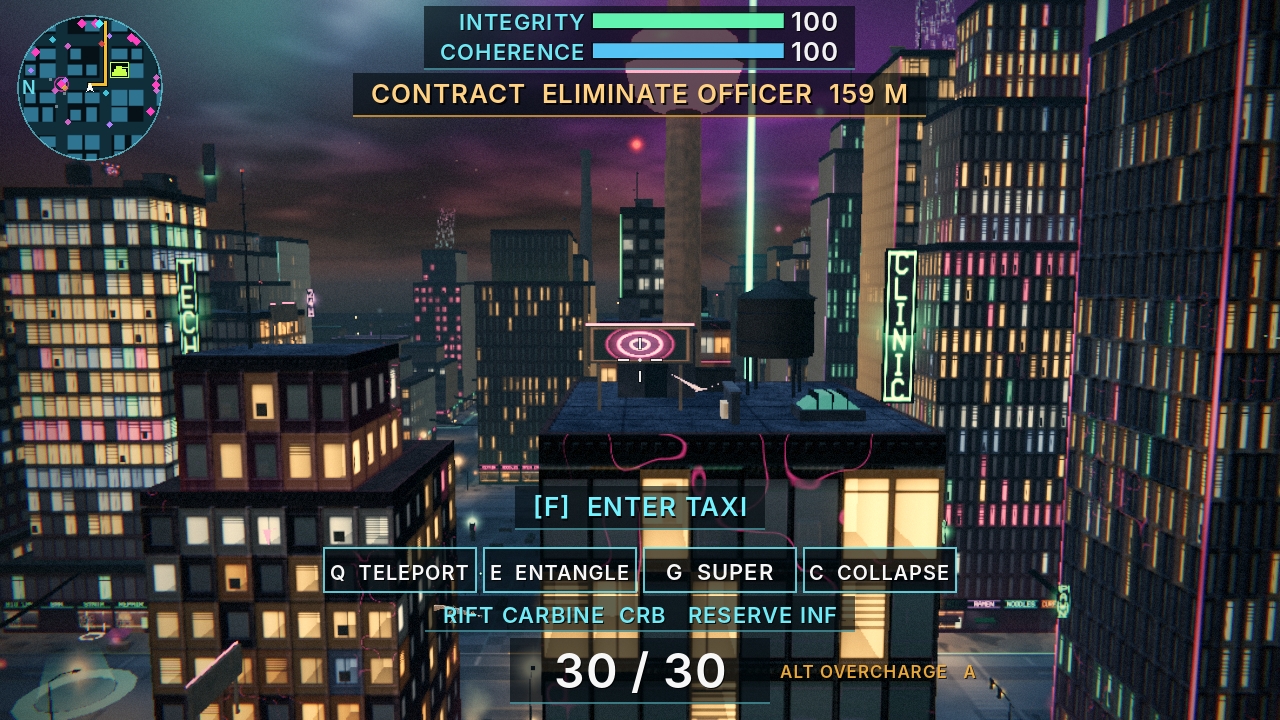 INTEGRITY 100
COHERENCE 100
CONTRACT ELIMINATE OFFICER 159 M
N
TECH
CLINIC
[F] ENTER TAXI
Q TELEPORT
E ENTANGLE
G SUPER
C COLLAPSE
RAMEN NOODLES
RIFT CARBINE CRB RESERVE INF
30 / 30
ALT OVERCHARGE A